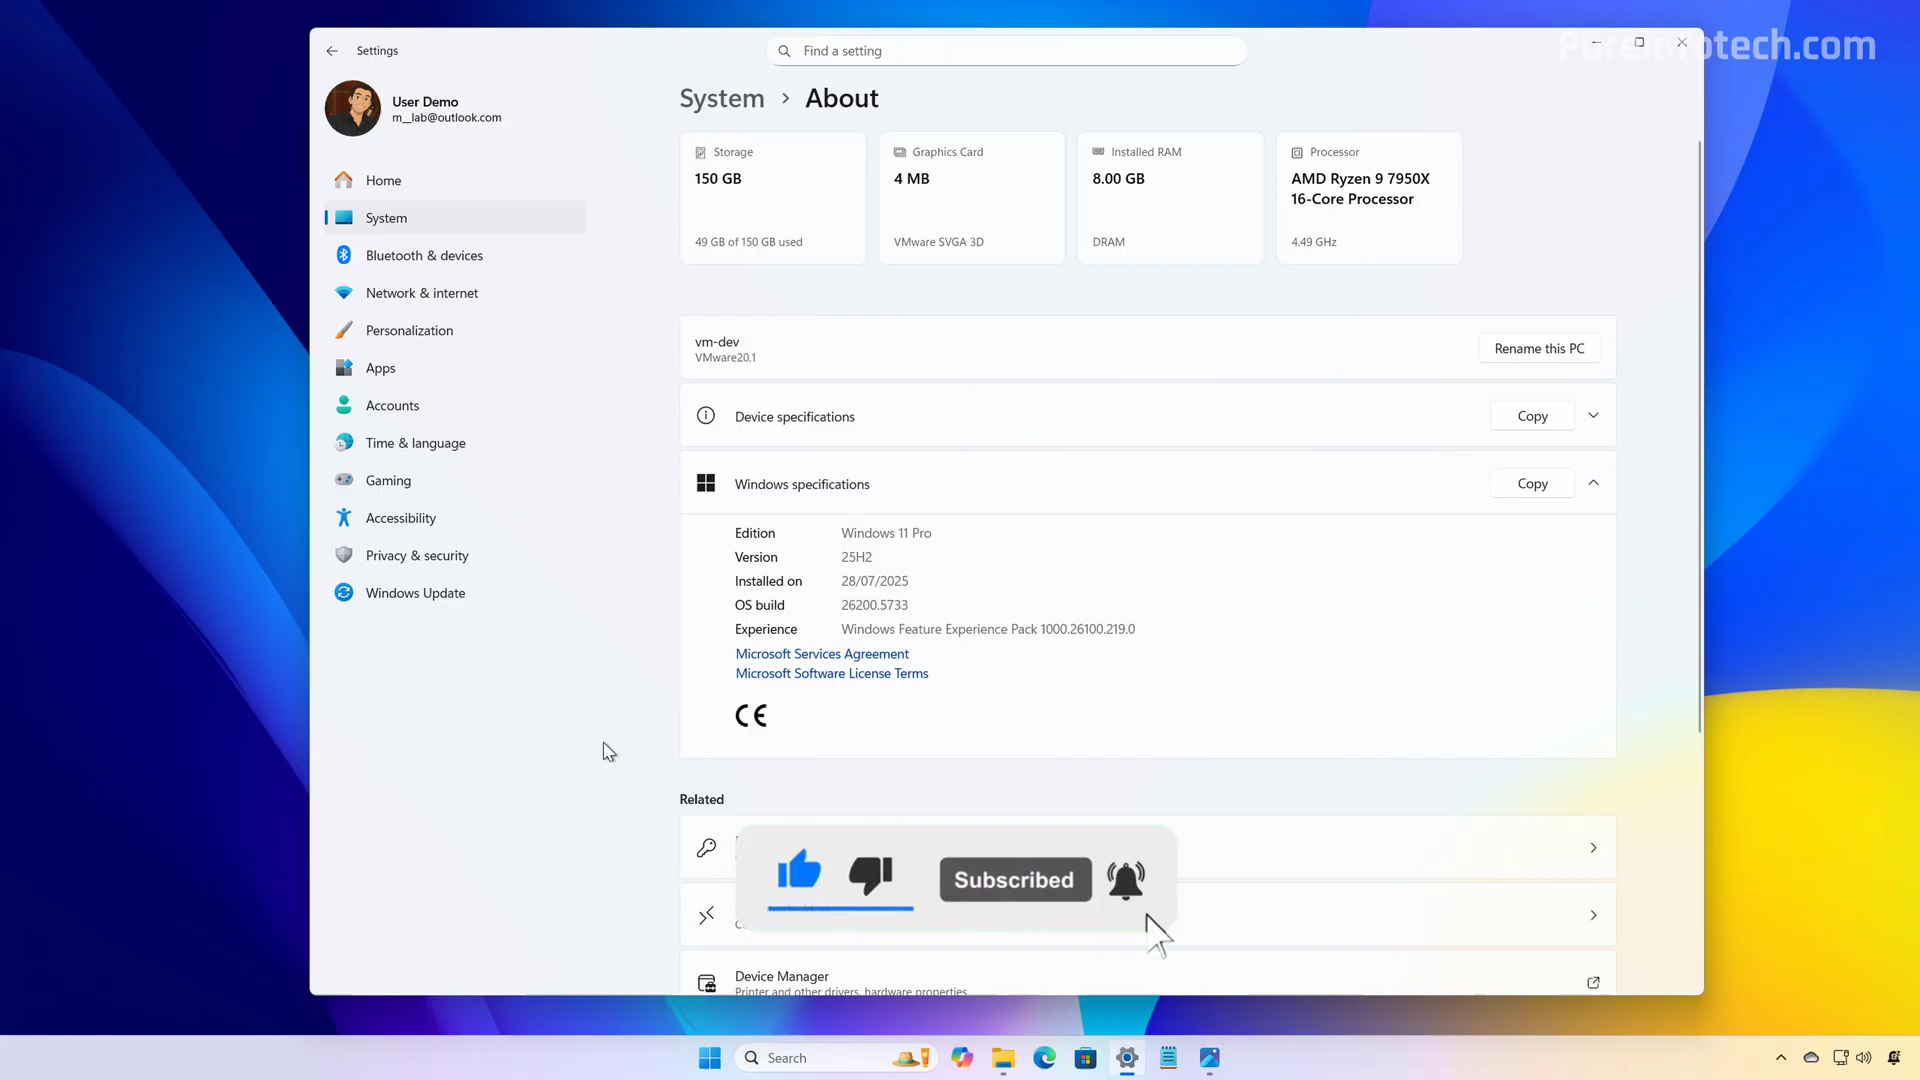 Settings
Find a setting
PureInfotech.com
User Demo
m__lab@outlook.com
System > About
Home
System
Bluetooth & devices
Network & internet
Personalization
Apps
Accounts
Time & language
Gaming
Accessibility
Privacy & security
Windows Update
Storage
150 GB
49 GB of 150 GB used
Graphics Card
4 MB
VMware SVGA 3D
Installed RAM
8.00 GB
DRAM
Processor
AMD Ryzen 9 7950X
16-Core Processor
4.49 GHz
vm-dev
VMware20,1
Rename this PC
Device specifications
Copy
Windows specifications
Copy
Edition Windows 11 Pro
Version 25H2
Installed on 28/07/2025
OS build 26200.5733
Experience Windows Feature Experience Pack 1000.26100.219.0
Microsoft Services Agreement
Microsoft Software License Terms
CE
Related
Subscribed
Device Manager
Printer and other drivers, hardware properties
Search